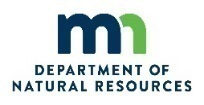 mn
DEPARTMENT OF
NATURAL RESOURCES